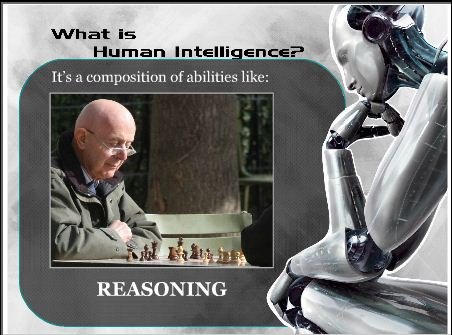 What is
Human Intelligence?
It's a composition of abilities like:
REASONING